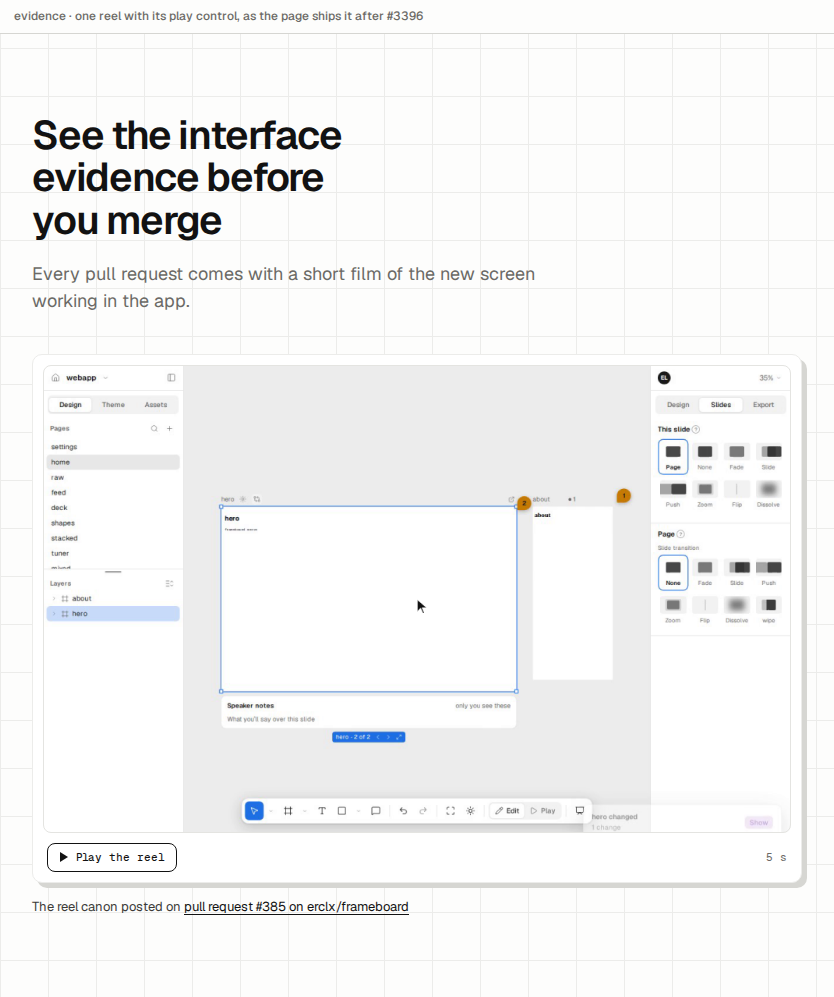 evidence · one reel with its play control, as the page ships it after #3396
See the interface
evidence before
you merge
Every pull request comes with a short film of the new screen
working in the app.
webapp
Design Theme Assets
Pages
settings
home
raw
feed
deck
shapes
stacked
tuner
mixed
Layers
about
hero
hero
2
about
1
1
hero
about
Speaker notes only you see these
What you'll say over this slide
hero - 2 of 2
Edit Play
hero changed
1 change
Show
EL 35%
Design Slides Export
This slide ?
Page None Fade Slide
Push Zoom Flip Dissolve
Page ?
Slide transition
None Fade Slide Push
Zoom Flip Dissolve wipe
Play the reel 5 s
The reel canon posted on pull request #385 on erclx/frameboard